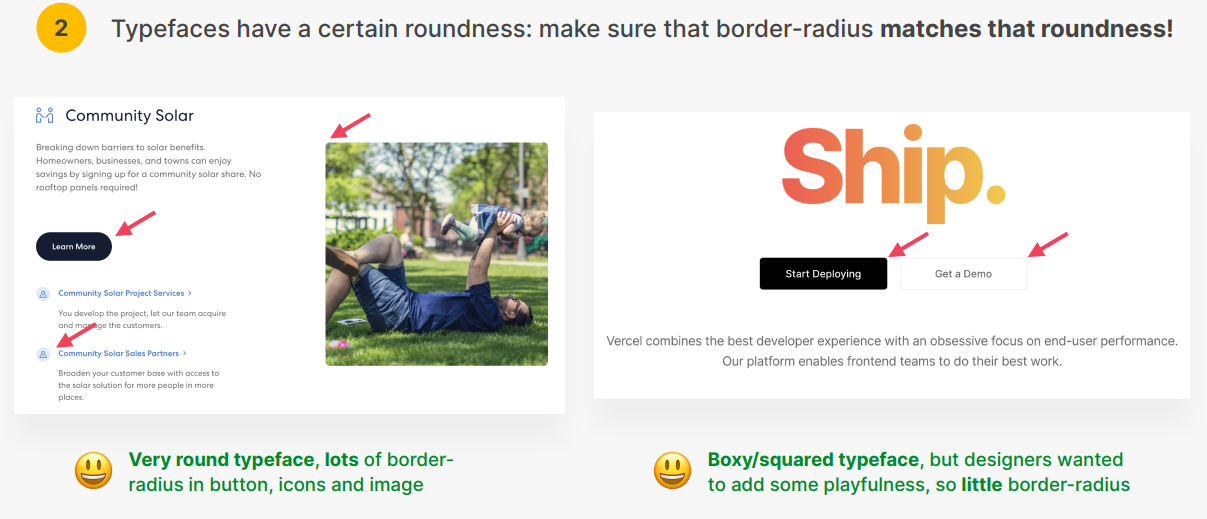 2
Typefaces have a certain roundness: make sure that border-radius matches that roundness!
Community Solar
Breaking down barriers to solar benefits.
Homeowners, businesses, and towns can enjoy
savings by signing up for a community solar share. No
rooftop panels required!
Learn More
Community Solar Project Services >
You develop the project, let our team acquire
and manage the customers.
Community Solar Sales Partners >
Broaden your customer base with access to
the solar solution for more people in more
places.
Very round typeface, lots of border-
radius in button, icons and image
Ship.
Start Deploying
Get a Demo
Vercel combines the best developer experience with an obsessive focus on end-user performance.
Our platform enables frontend teams to do their best work.
Boxy/squared typeface, but designers wanted
to add some playfulness, so little border-radius